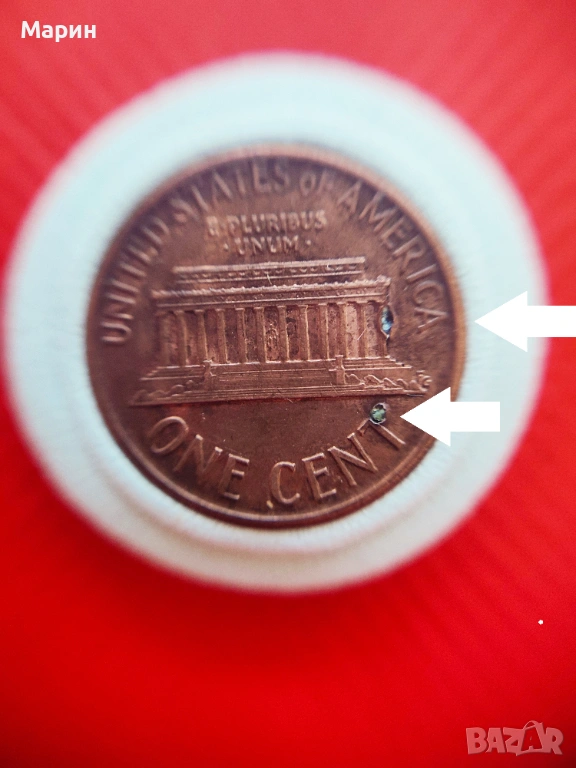 Марин
UNITED STATES of AMERICA
E PLURIBUS
·UNUM·
ONE CENT
BAZAR